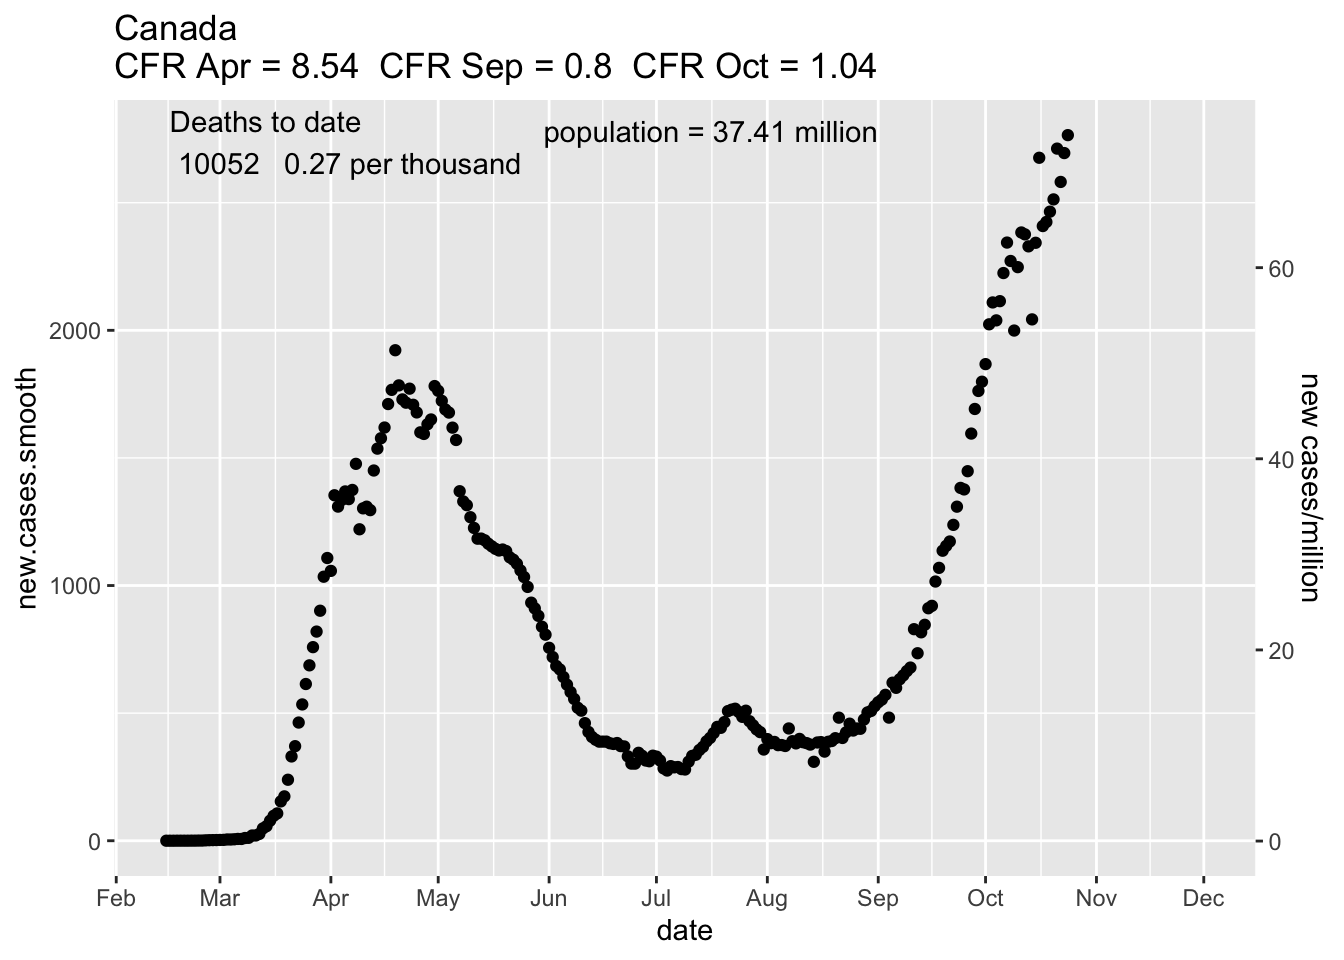 Canada
CFR Apr = 8.54  CFR Sep = 0.8  CFR Oct = 1.04
Deaths to date
10052   0.27 per thousand
population = 37.41 million
new.cases.smooth
2000
1000
0
60
40
20
0
new cases/million
Feb Mar Apr May Jun Jul Aug Sep Oct Nov Dec
date